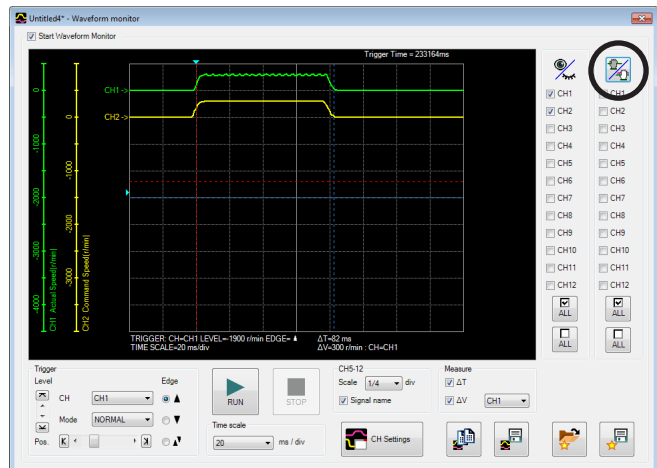 Untitled4* - Waveform monitor
Start Waveform Monitor
Trigger Time = 233164ms
CH1 ->
CH2 ->
0
-1000
-2000
-3000
-4000
CH1 Actual Speed[r/min]
0
-1000
-2000
-3000
CH2 Command Speed[r/min]
TRIGGER: CH=CH1 LEVEL=-1900 r/min EDGE= ΔT=82 ms
TIME SCALE=20 ms/div ΔV=300 r/min : CH=CH1
CH1 CH1
CH2 CH2
CH3 CH3
CH4 CH4
CH5 CH5
CH6 CH6
CH7 CH7
CH8 CH8
CH9 CH9
CH10 CH10
CH11 CH11
CH12 CH12
ALL ALL
ALL ALL
Trigger
Level Edge
CH CH1
Mode NORMAL
Pos.
RUN
STOP
Time scale
20 ms / div
CH5-12
Scale 1/4 div
Signal name
CH Settings
Measure
ΔT
ΔV CH1